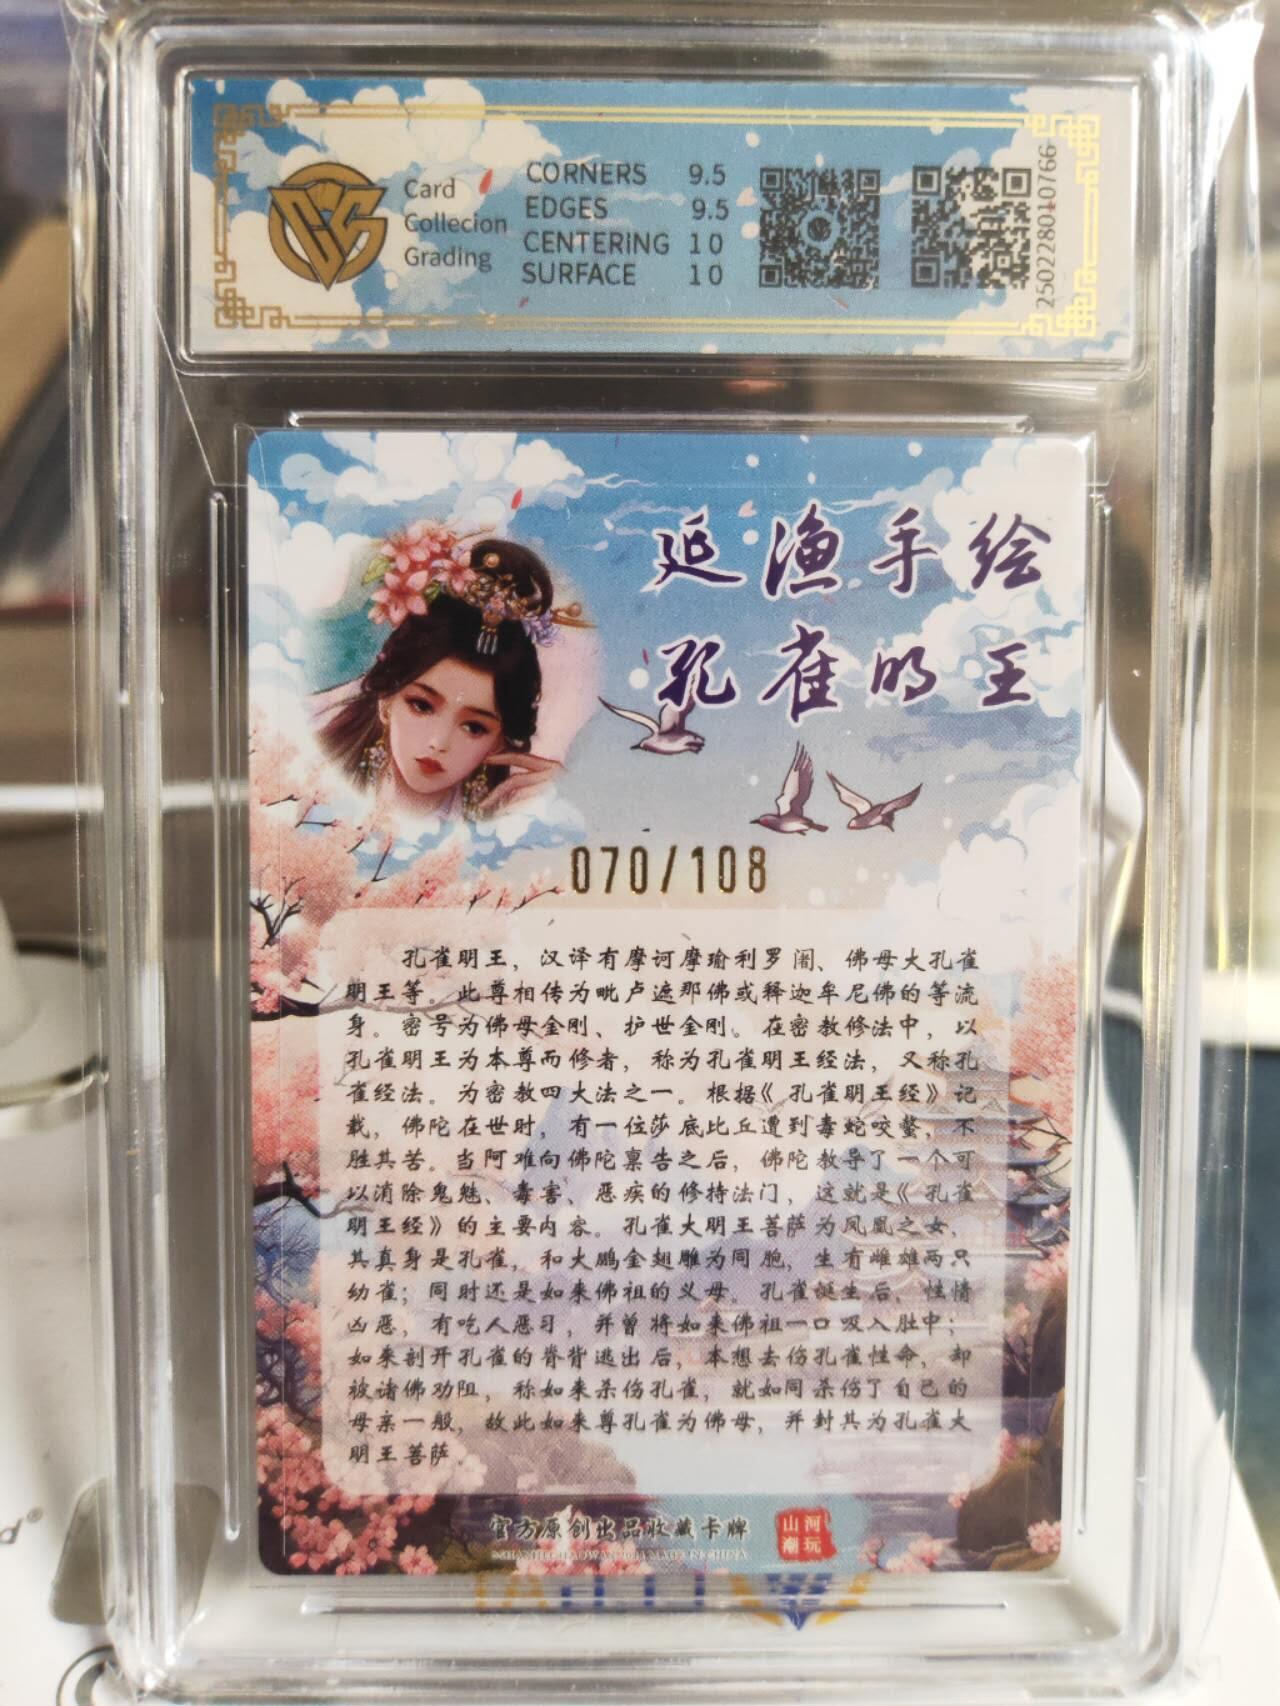 Card
Collecion
Grading
CORNERS 9.5
EDGES 9.5
CENTERING 10
SURFACE 10
2502228010766
延渔手绘
孔雀明王
070/108
孔雀明王，汉译有摩诃摩瑜利罗阇、佛母大孔雀
明王等。此尊相传为毗卢遮那佛或释迦牟尼佛的等流
身。密号为佛母金刚、护世金刚。在密教修法中，以
孔雀明王为本尊而修者，称为孔雀明王经法，又称孔
雀经法。为密教四大法之一。根据《孔雀明王经》记
载，佛陀在世时，有一位莎底比丘遭到毒蛇咬螫，不
胜其苦。当阿难向佛陀禀告之后，佛陀教导了一个可
以消除鬼魅、毒害、恶疾的修持法门，这就是《孔雀
明王经》的主要内容。孔雀大明王菩萨为凤凰之女，
其真身是孔雀，和大鹏金翅雕为同胞，生有雌雄两只
幼雀；同时还是如来佛祖的义母。孔雀诞生后，性情
凶恶，有吃人恶习，并曾将如来佛祖一口吸入肚中；
如来剖开孔雀的脊背逃出后，本想去伤孔雀性命，却
被诸佛劝阻，称如来杀伤孔雀，就如同杀伤了自己的
母亲一般，故此如来尊孔雀为佛母，并封其为孔雀大
明王菩萨。
官方原创出品收藏卡牌
山河
潮玩